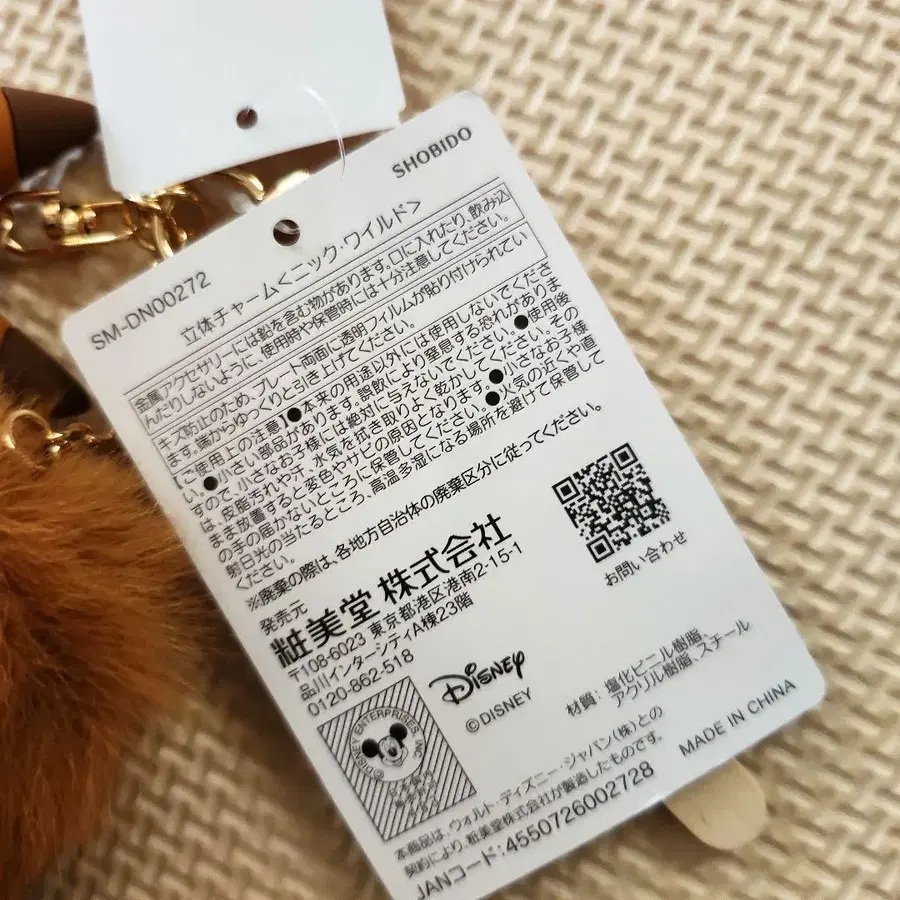 SHOBIDO
SM-DN00272
立体チャーム<ニック・ワイルド>
金属アクセサリーには鉛を含む物があります。口に入れたり、飲み込
んだりしないように、使用時や保管時には十分注意してください。
キズ防止のため、プレート両面に透明フィルムが貼り付けられてい
ます。端からゆっくりと引き上げてください。
【ご使用上の注意】●本来の用途以外には使用しないでくださ
い。●小さい部品があります。誤飲により窒息する恐れがありま
すので、小さなお子様には絶対に与えないでください。●使用後
は、皮脂汚れや汗、水気を拭き取りよく乾かしてください。その
まま放置すると変色やサビの原因となります。●小さなお子様
の手の届かないところに保管してください。●火気の近くや直
射日光の当たるところ、高温多湿になる場所を避けて保管して
ください。
※廃棄の際は、各地方自治体の廃棄区分に従ってください。
発売元
粧美堂 株式会社
〒108-6023 東京都港区港南2-15-1
品川インターシティA棟23階
0120-862-518
お問い合わせ
Disney
©DISNEY
材質：塩化ビニル樹脂、
アクリル樹脂、スチール
MADE IN CHINA
©DISNEY ENTERPRISES, INC.
本商品は、ウォルト・ディズニー・ジャパン(株)との
契約により、粧美堂株式会社が製造したものです。
JANコード：4550726002728